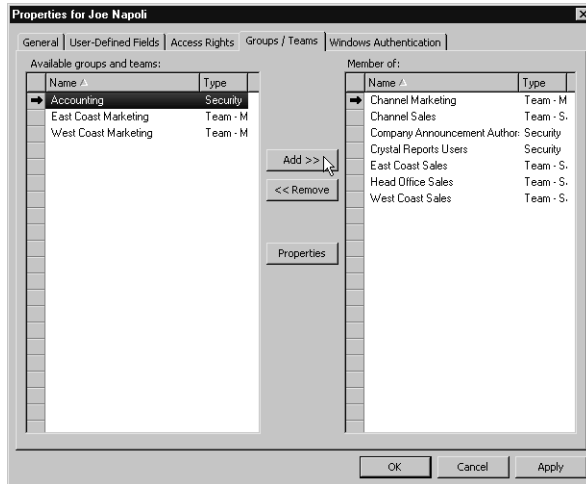 Properties for Joe Napoli
General User-Defined Fields Access Rights Groups / Teams Windows Authentication
Available groups and teams:
Name Type
Accounting Security
East Coast Marketing Team - M
West Coast Marketing Team - M
Add >>
<< Remove
Properties
Member of:
Name Type
Channel Marketing Team - M
Channel Sales Team - S
Company Announcement Author Security
Crystal Reports Users Security
East Coast Sales Team - S
Head Office Sales Team - S
West Coast Sales Team - S
OK Cancel Apply